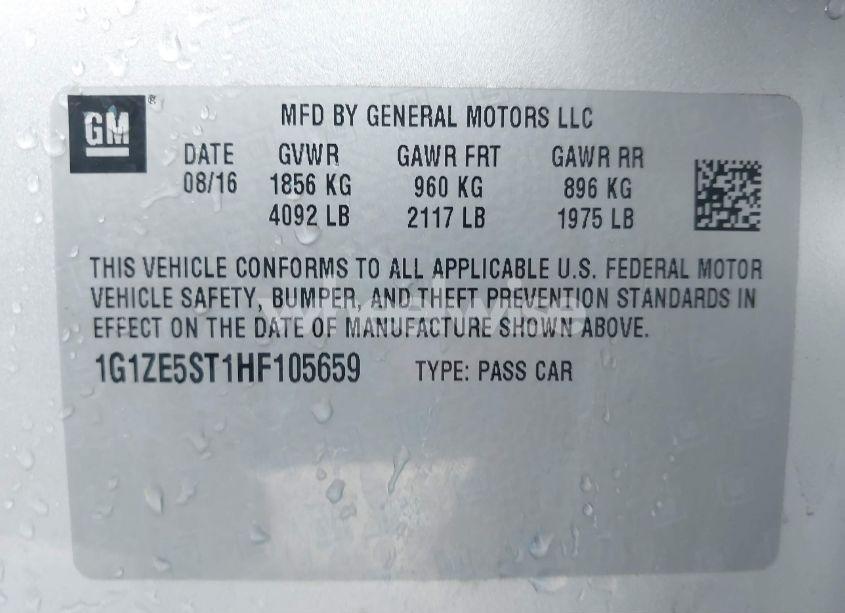 GM®
MFD BY GENERAL MOTORS LLC
DATE GVWR GAWR FRT GAWR RR
08/16 1856 KG 960 KG 896 KG
4092 LB 2117 LB 1975 LB
THIS VEHICLE CONFORMS TO ALL APPLICABLE U.S. FEDERAL MOTOR
VEHICLE SAFETY, BUMPER, AND THEFT PREVENTION STANDARDS IN
EFFECT ON THE DATE OF MANUFACTURE SHOWN ABOVE.
1G1ZE5ST1HF105659 TYPE: PASS CAR